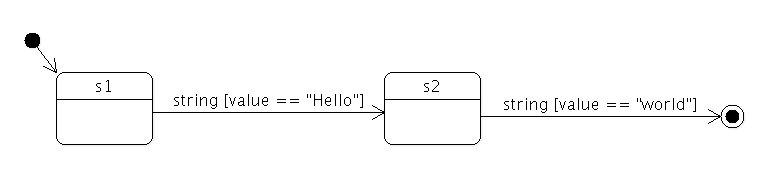 s1
string [value == "Hello"]
s2
string [value == "world"]